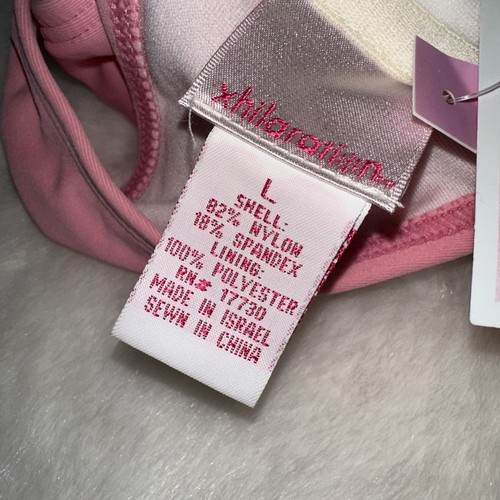 xhilaration
L
SHELL:
82% NYLON
18% SPANDEX
LINING:
100% POLYESTER
RN# 17730
MADE IN ISRAEL
SEWN IN CHINA